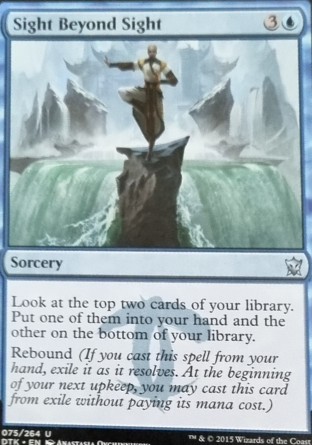 Sight Beyond Sight 3
Sorcery
Look at the top two cards of your library.
Put one of them into your hand and the
other on the bottom of your library.
Rebound (If you cast this spell from your
hand, exile it as it resolves. At the beginning
of your next upkeep, you may cast this card
from exile without paying its mana cost.)
075/264 U
DTK • EN ™ & © 2015 Wizards of the Coast